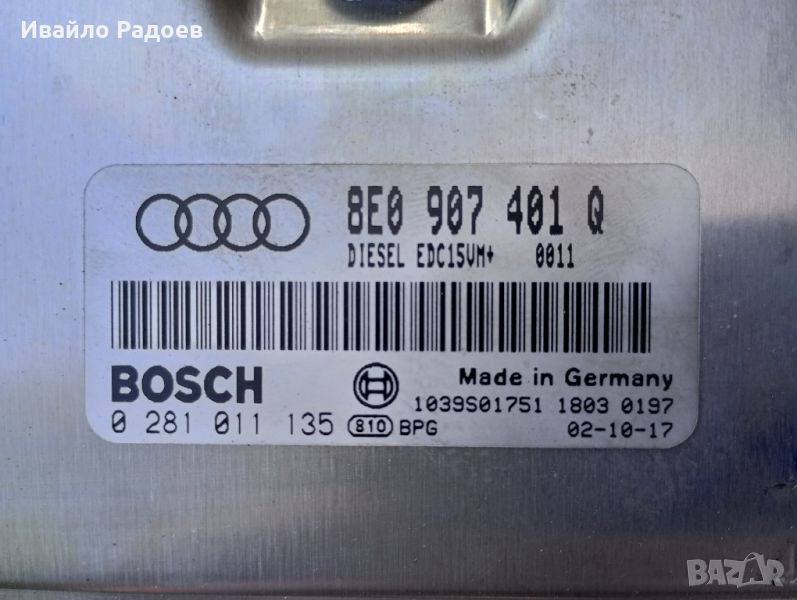 Ивайло Радоев
8E0 907 401 Q
DIESEL EDC15VM+ 0011
BOSCH
Made in Germany
1039S01751 1803 0197
0 281 011 135 810 BPG 02-10-17
BAZAR